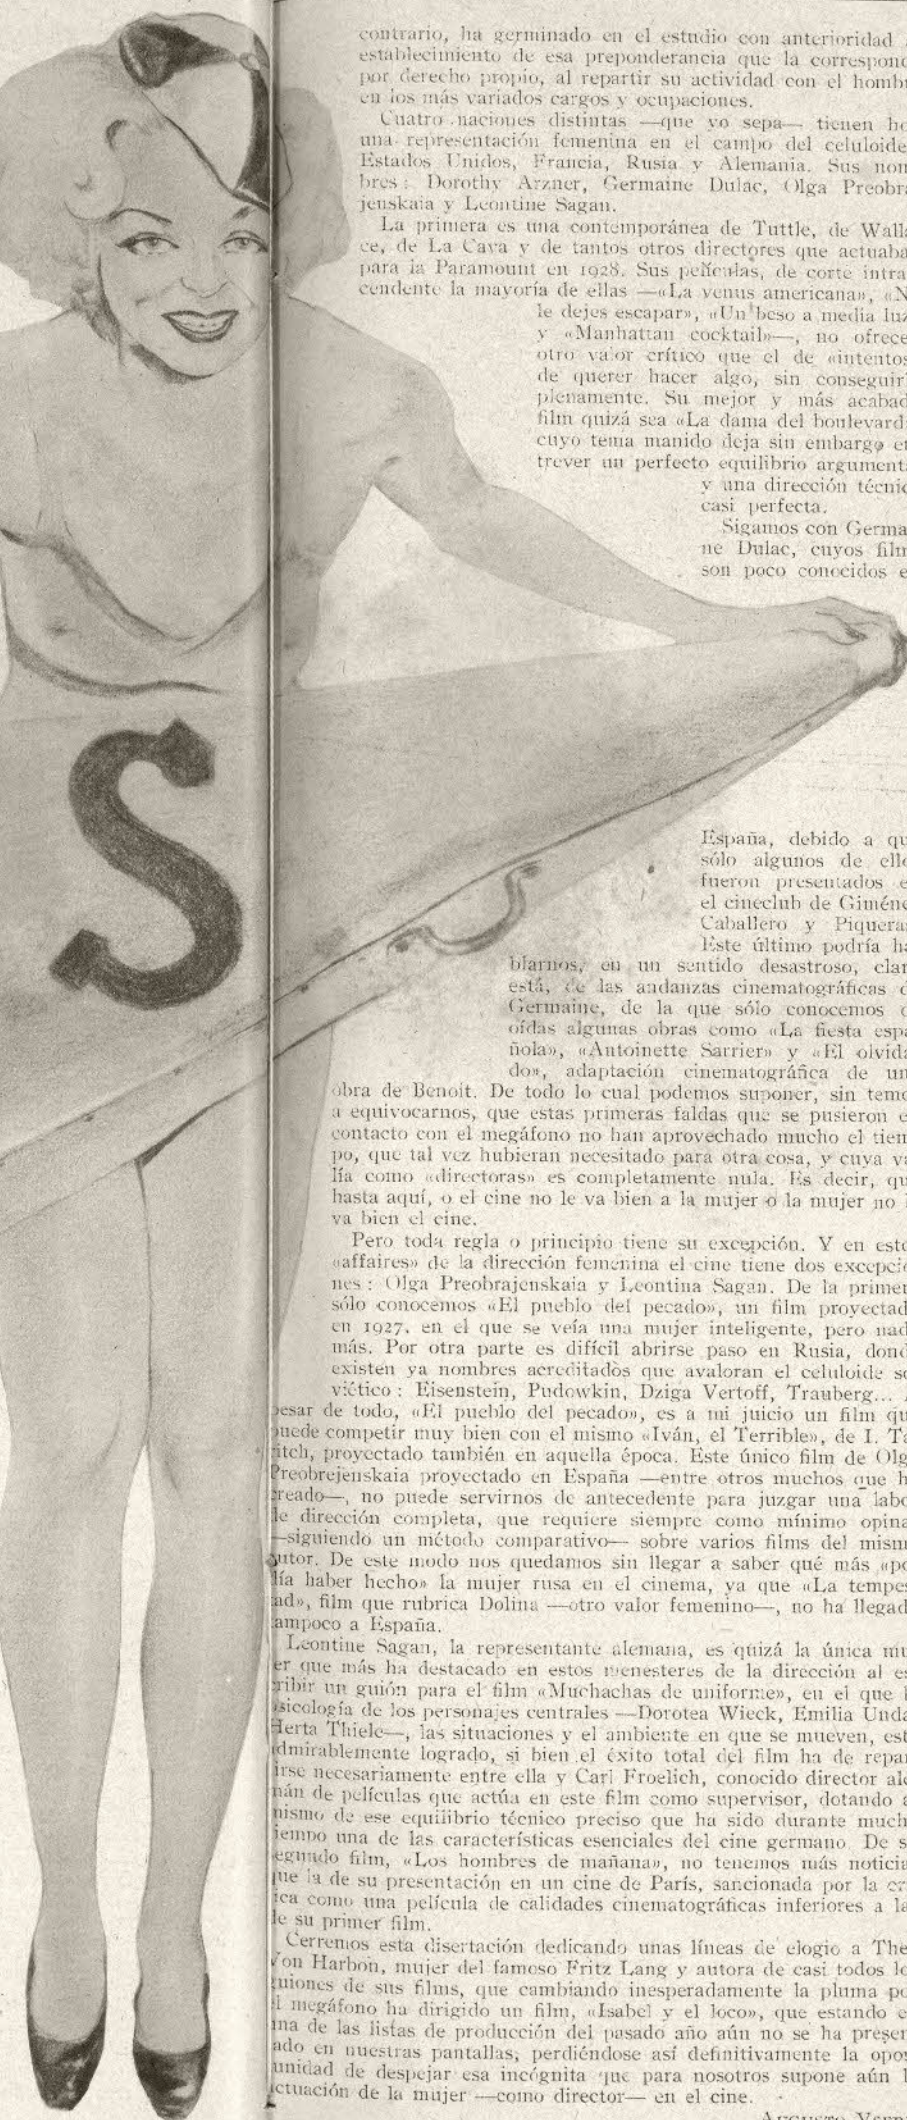 contrario, ha germinado en el estudio con anterioridad
establecimiento de esa preponderancia que la correspond
por derecho propio, al repartir su actividad con el hombr
en los más variados cargos y ocupaciones.
Cuatro naciones distintas —que yo sepa— tienen ho
una representación femenina en el campo del celuloide
Estados Unidos, Francia, Rusia y Alemania. Sus nom
bres: Dorothy Arzner, Germaine Dulac, Olga Preobra
jenskaia y Leontine Sagan.
La primera es una contemporánea de Tuttle, de Walla
ce, de La Cava y de tantos otros directores que actuaba
para la Paramount en 1928. Sus películas, de corte intra
cendente la mayoría de ellas —«La venus americana», «N
le dejes escapar», «Un beso a media luz
y «Manhattan cocktail»—, no ofrece
otro valor crítico que el de «intentos
de querer hacer algo, sin conseguir
plenamente. Su mejor y más acabad
film quizá sea «La dama del boulevard
cuyo tema manido deja sin embargo en
trever un perfecto equilibrio argumenta
y una dirección técnic
casi perfecta.
Sigamos con Germai
ne Dulac, cuyos film
son poco conocidos e
S
España, debido a qu
sólo algunos de ello
fueron presentados e
el cineclub de Giméne
Caballero y Piqueras
Este último podría ha
blarnos, en un sentido desastroso, clar
está, de las andanzas cinematográficas d
Germaine, de la que sólo conocemos d
oídas algunas obras como «La fiesta espa
ñola», «Antoinette Sarrier» y «El olvida
do», adaptación cinematográfica de un
obra de Benoit. De todo lo cual podemos suponer, sin temo
a equivocarnos, que estas primeras faldas que se pusieron e
contacto con el megáfono no han aprovechado mucho el tiem
po, que tal vez hubieran necesitado para otra cosa, y cuya va
lía como «directoras» es completamente nula. Es decir, qu
hasta aquí, o el cine no le va bien a la mujer o la mujer no l
va bien el cine.
Pero toda regla o principio tiene su excepción. Y en esto
«affaires» de la dirección femenina el cine tiene dos excepcio
nes: Olga Preobrajenskaia y Leontina Sagan. De la primer
sólo conocemos «El pueblo del pecado», un film proyectad
en 1927, en el que se veía una mujer inteligente, pero nad
más. Por otra parte es difícil abrirse paso en Rusia, dond
existen ya nombres acreditados que avaloran el celuloide so
viético: Eisenstein, Pudowkin, Dziga Vertoff, Trauberg...
pesar de todo, «El pueblo del pecado», es a mi juicio un film qu
puede competir muy bien con el mismo «Iván, el Terrible», de I. Ta
ritch, proyectado también en aquella época. Este único film de Olg
Preobrejenskaia proyectado en España —entre otros muchos que h
creado—, no puede servirnos de antecedente para juzgar una labo
de dirección completa, que requiere siempre como mínimo opina
—siguiendo un método comparativo— sobre varios films del mism
autor. De este modo nos quedamos sin llegar a saber qué más «po
día haber hecho» la mujer rusa en el cinema, ya que «La tempes
tad», film que rubrica Dolina —otro valor femenino—, no ha llegad
tampoco a España.
Leontine Sagan, la representante alemana, es quizá la única mu
er que más ha destacado en estos menesteres de la dirección al es
cribir un guión para el film «Muchachas de uniforme», en el que l
psicología de los personajes centrales —Dorotea Wieck, Emilia Unda
Herta Thiele—, las situaciones y el ambiente en que se mueven, est
admirablemente logrado, si bien el éxito total del film ha de repar
irse necesariamente entre ella y Carl Froelich, conocido director ale
mán de películas que actúa en este film como supervisor, dotando a
mismo de ese equilibrio técnico preciso que ha sido durante much
iempo una de las características esenciales del cine germano. De s
egundo film, «Los hombres de mañana», no tenemos más noticia
que la de su presentación en un cine de París, sancionada por la crí
ica como una película de calidades cinematográficas inferiores a la
de su primer film.
Cerremos esta disertación dedicando unas líneas de elogio a The
Von Harbon, mujer del famoso Fritz Lang y autora de casi todos lo
guiones de sus films, que cambiando inesperadamente la pluma po
el megáfono ha dirigido un film, «Isabel y el loco», que estando e
una de las listas de producción del pasado año aún no se ha presen
ado en nuestras pantallas, perdiéndose así definitivamente la opor
unidad de despejar esa incógnita que para nosotros supone aún l
actuación de la mujer —como director— en el cine.